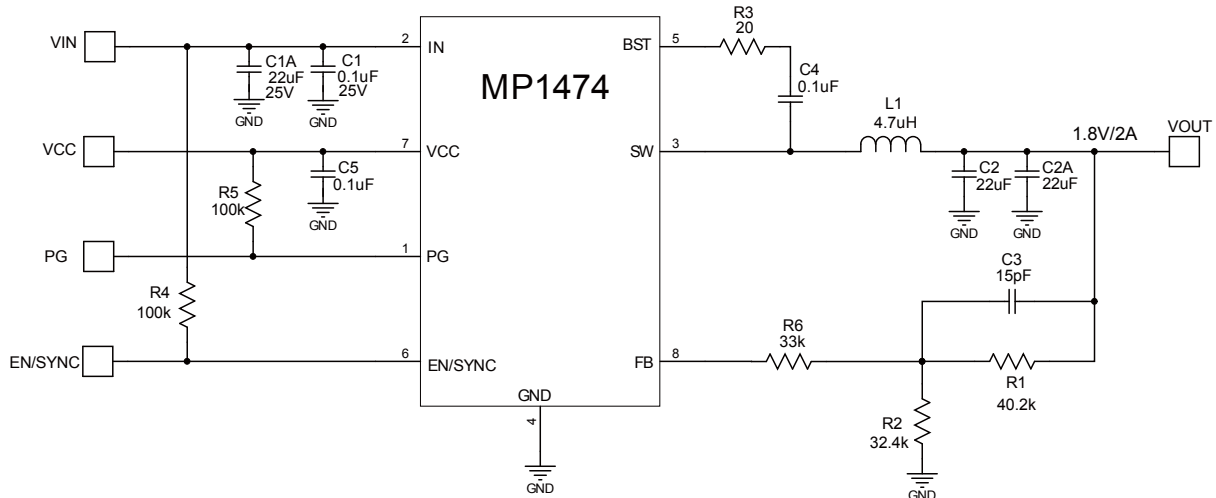 VIN
2
IN
C1A
22uF
25V
GND
C1
0.1uF
25V
GND
MP1474
BST
5
R3
20
C4
0.1uF
VCC
7
VCC
C5
0.1uF
GND
SW
3
L1
4.7uH
1.8V/2A
VOUT
C2
22uF
GND
C2A
22uF
GND
R5
100k
PG
1
PG
R4
100k
C3
15pF
EN/SYNC
6
EN/SYNC
FB
8
R6
33k
R1
40.2k
R2
32.4k
GND
GND
4
GND